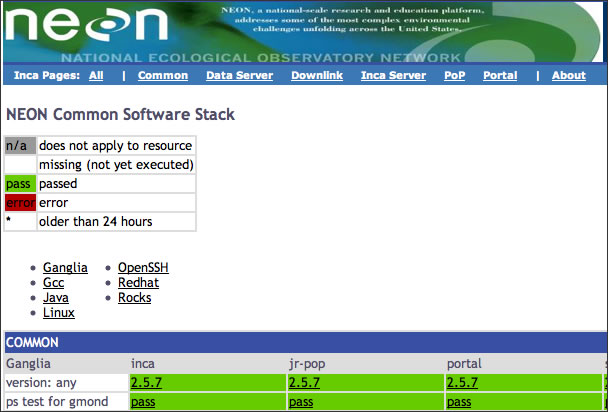 neon
NEON, a national-scale research and education platform,
addresses some of the most complex environmental
challenges unfolding across the United States.
NATIONAL ECOLOGICAL OBSERVATORY NETWORK
Inca Pages: All | Common Data Server Downlink Inca Server PoP Portal | About
NEON Common Software Stack
n/a does not apply to resource
missing (not yet executed)
pass passed
error error
* older than 24 hours
Ganglia OpenSSH
Gcc Redhat
Java Rocks
Linux
COMMON
Ganglia inca jr-pop portal
version: any 2.5.7 2.5.7 2.5.7
ps test for gmond pass pass pass